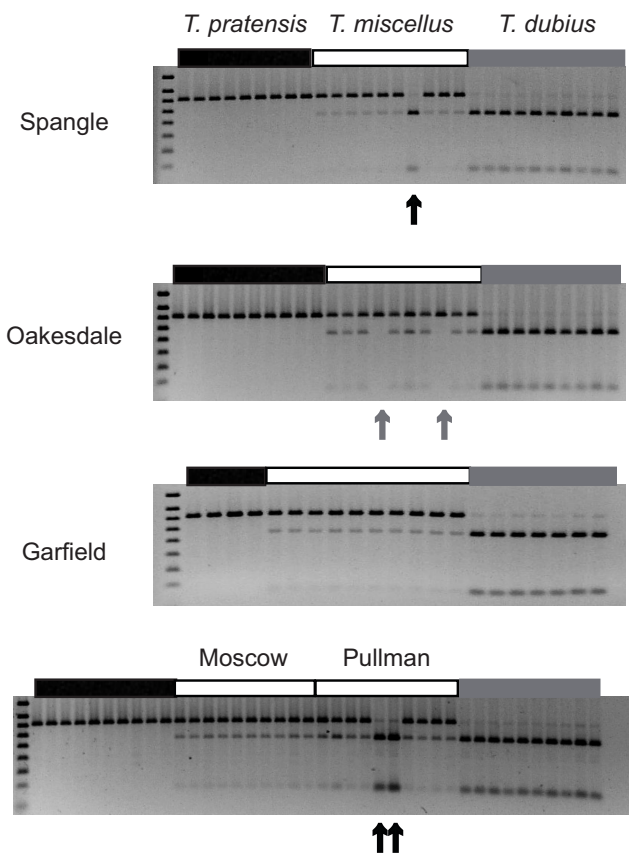 T. pratensis T. miscellus T. dubius
Spangle
Oakesdale
Garfield
Moscow Pullman